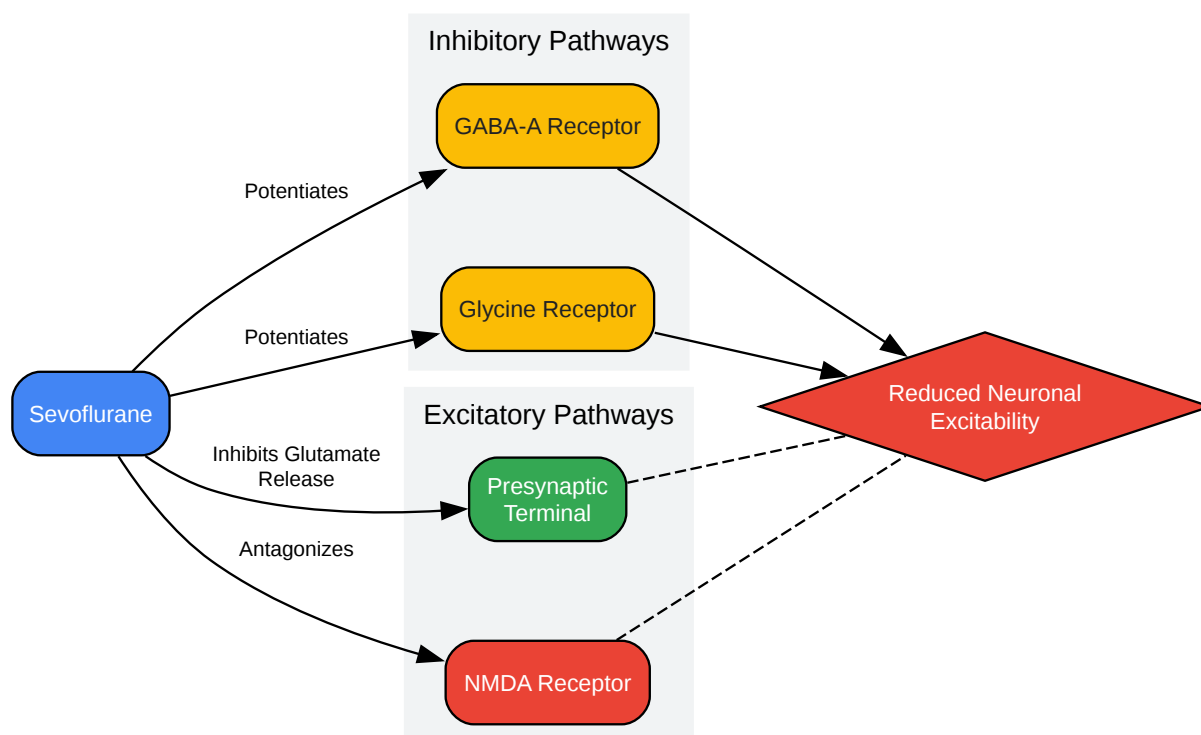 Inhibitory Pathways
GABA-A Receptor
Potentiates
Glycine Receptor
Potentiates
Sevoflurane
Reduced Neuronal
Excitability
Excitatory Pathways
Inhibits Glutamate
Release
Presynaptic
Terminal
Antagonizes
NMDA Receptor